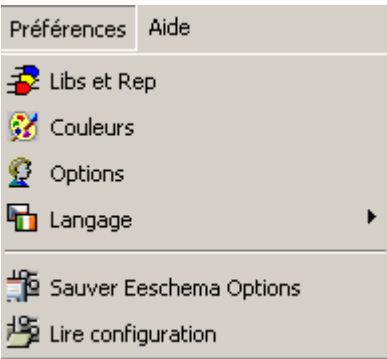 Préférences Aide
Libs et Rep
Couleurs
Options
Langage
Sauver Eeschema Options
Lire configuration